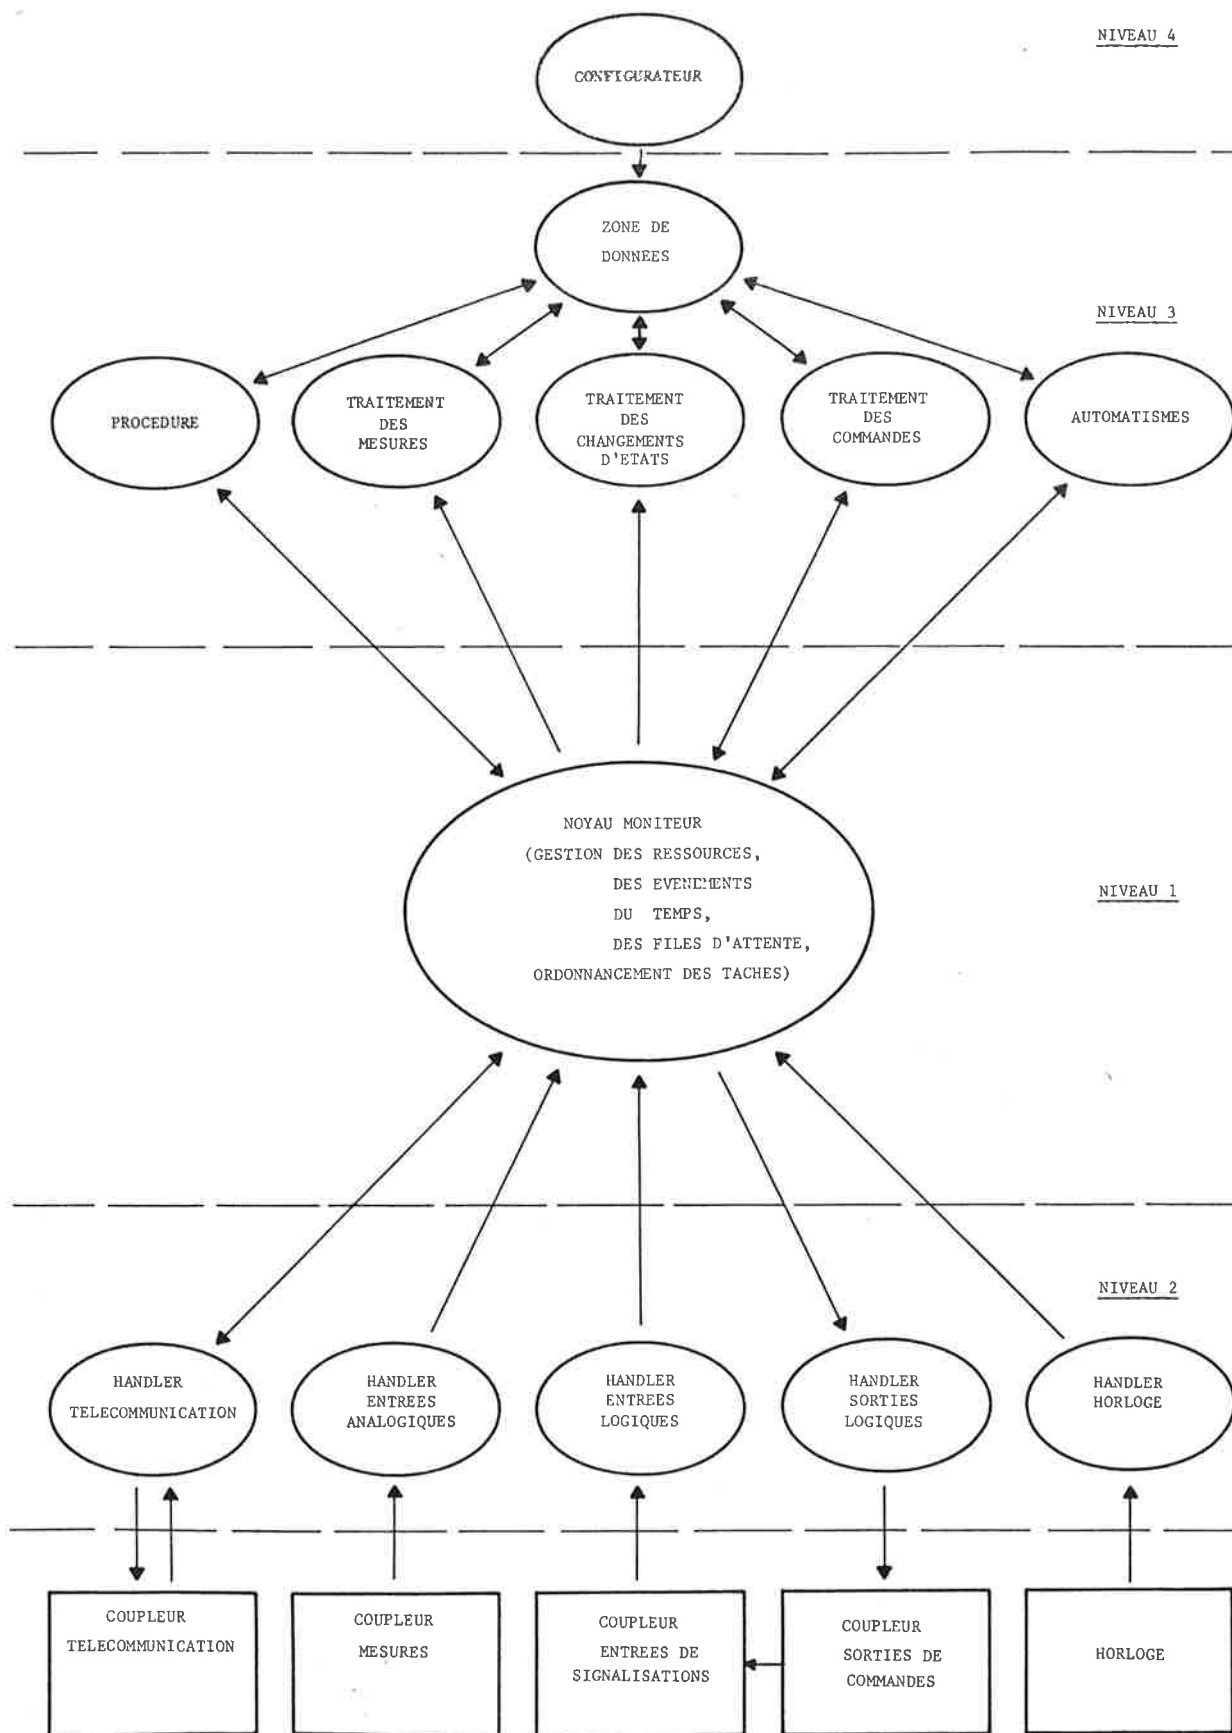 NIVEAU 4
CONFIGURATEUR
ZONE DE
DONNEES
NIVEAU 3
PROCEDURE
TRAITEMENT
DES
MESURES
TRAITEMENT
DES
CHANGEMENTS
D'ETATS
TRAITEMENT
DES
COMMANDES
AUTOMATISMES
NOYAU MONITEUR
(GESTION DES RESSOURCES,
DES EVENEMENTS
DU TEMPS,
DES FILES D'ATTENTE,
ORDONNANCEMENT DES TACHES)
NIVEAU 1
NIVEAU 2
HANDLER
TELECOMMUNICATION
HANDLER
ENTREES
ANALOGIQUES
HANDLER
ENTREES
LOGIQUES
HANDLER
SORTIES
LOGIQUES
HANDLER
HORLOGE
COUPLEUR
TELECOMMUNICATION
COUPLEUR
MESURES
COUPLEUR
ENTREES DE
SIGNALISATIONS
COUPLEUR
SORTIES DE
COMMANDES
HORLOGE